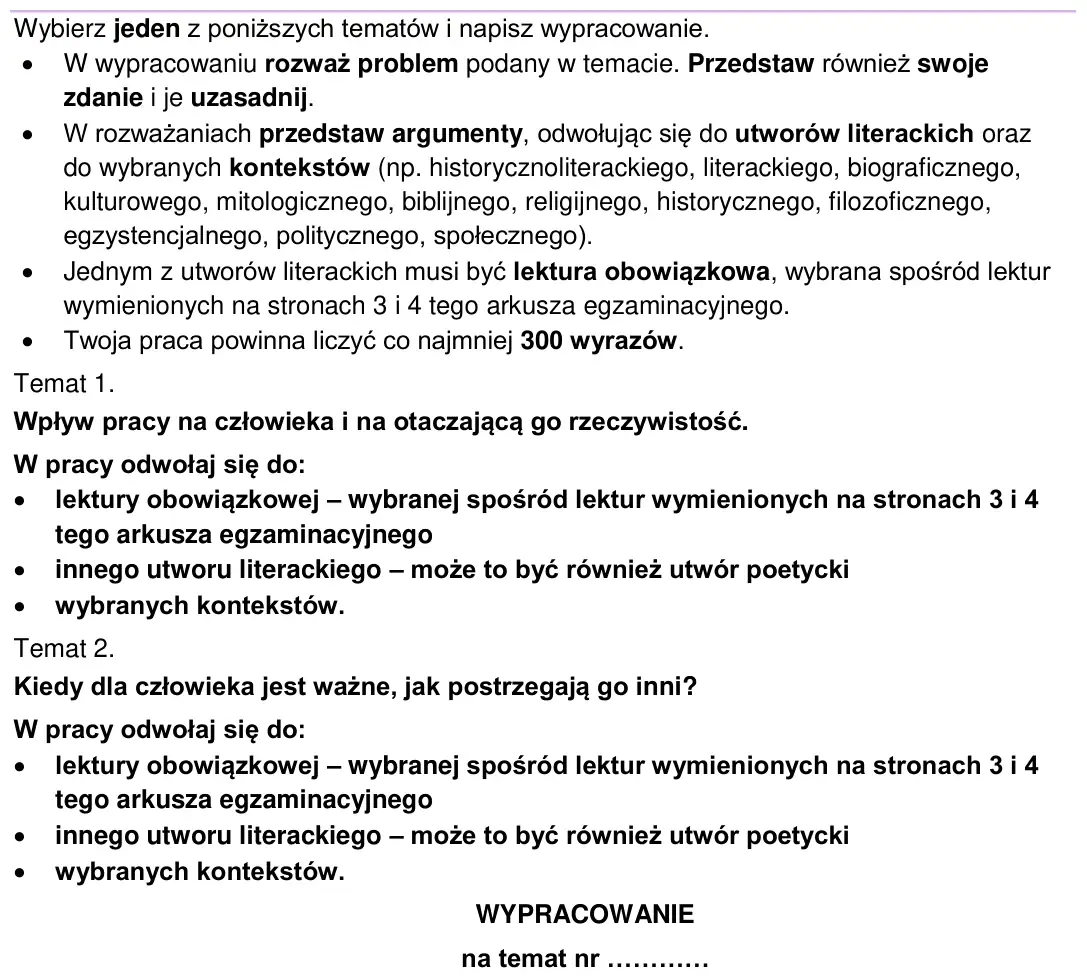 Wybierz jeden z poniższych tematów i napisz wypracowanie.
• W wypracowaniu rozważ problem podany w temacie. Przedstaw również swoje
zdanie i je uzasadnij.
• W rozważaniach przedstaw argumenty, odwołując się do utworów literackich oraz
do wybranych kontekstów (np. historycznoliterackiego, literackiego, biograficznego,
kulturowego, mitologicznego, biblijnego, religijnego, historycznego, filozoficznego,
egzystencjalnego, politycznego, społecznego).
• Jednym z utworów literackich musi być lektura obowiązkowa, wybrana spośród lektur
wymienionych na stronach 3 i 4 tego arkusza egzaminacyjnego.
• Twoja praca powinna liczyć co najmniej 300 wyrazów.
Temat 1.
Wpływ pracy na człowieka i na otaczającą go rzeczywistość.
W pracy odwołaj się do:
• lektury obowiązkowej – wybranej spośród lektur wymienionych na stronach 3 i 4
tego arkusza egzaminacyjnego
• innego utworu literackiego – może to być również utwór poetycki
• wybranych kontekstów.
Temat 2.
Kiedy dla człowieka jest ważne, jak postrzegają go inni?
W pracy odwołaj się do:
• lektury obowiązkowej – wybranej spośród lektur wymienionych na stronach 3 i 4
tego arkusza egzaminacyjnego
• innego utworu literackiego – może to być również utwór poetycki
• wybranych kontekstów.
WYPRACOWANIE
na temat nr …………